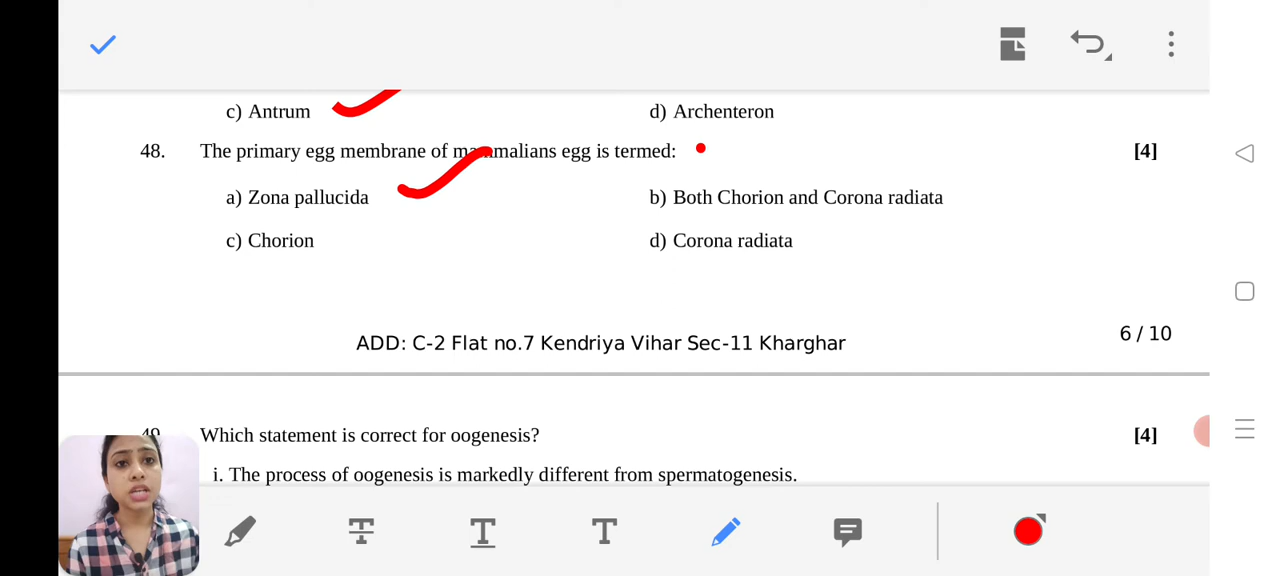 c) Antrum d) Archenteron
48. The primary egg membrane of mammalians egg is termed: [4]
a) Zona pallucida b) Both Chorion and Corona radiata
c) Chorion d) Corona radiata
ADD: C-2 Flat no.7 Kendriya Vihar Sec-11 Kharghar 6 / 10
49. Which statement is correct for oogenesis? [4]
i. The process of oogenesis is markedly different from spermatogenesis.